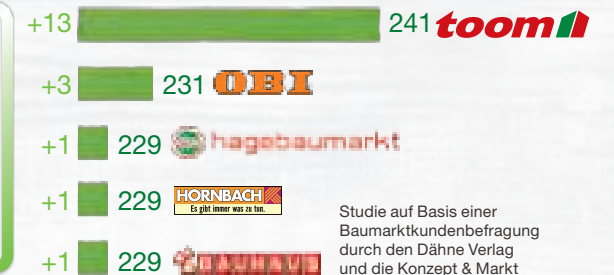 +13 241 toom
+3 231 OBI
+1 229 hagebaumarkt
+1 229 HORNBACH
Es gibt immer was zu tun.
+1 229 BAUHAUS
Studie auf Basis einer
Baumarktkundenbefragung
durch den Dähne Verlag
und die Konzept & Markt